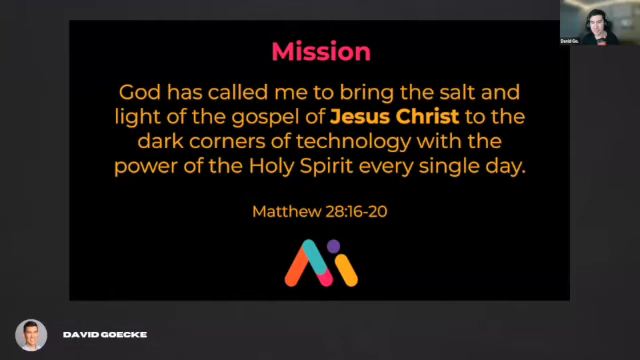 David Go.
Mission
God has called me to bring the salt and
light of the gospel of Jesus Christ to the
dark corners of technology with the
power of the Holy Spirit every single day.
Matthew 28:16-20
DAVID GOECKE